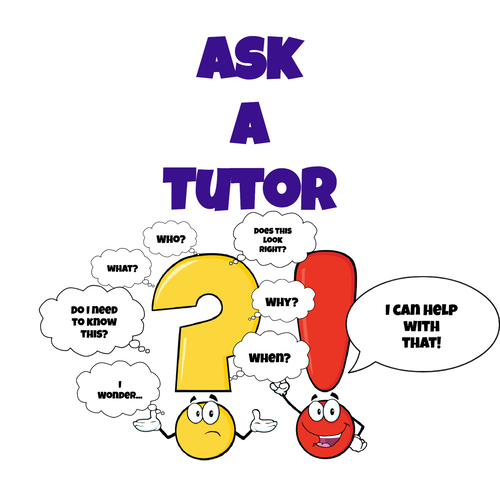 ASK
A
TUTOR
WHO?
DOES THIS
LOOK
RIGHT?
WHAT?
WHY?
DO I NEED
TO KNOW
THIS?
I CAN HELP
WITH
THAT!
WHEN?
I
WONDER...
?!